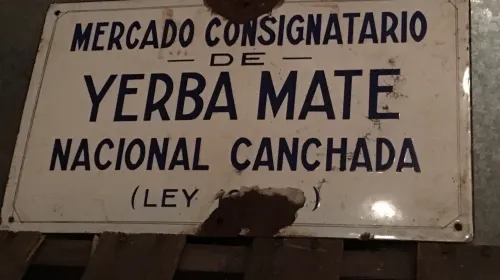 MERCADO CONSIGNATARIO
— DE —
YERBA MATE
NACIONAL CANCHADA
(LEY